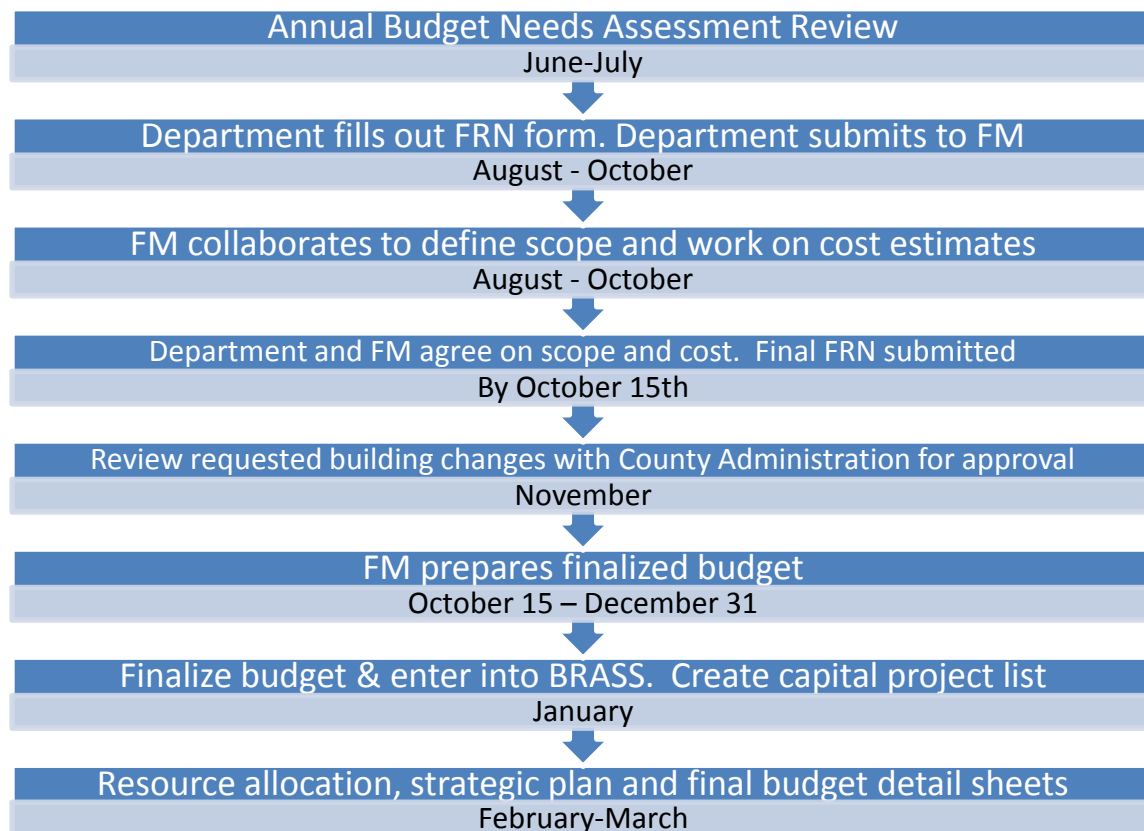 Annual Budget Needs Assessment Review
June-July
Department fills out FRN form. Department submits to FM
August - October
FM collaborates to define scope and work on cost estimates
August - October
Department and FM agree on scope and cost.  Final FRN submitted
By October 15th
Review requested building changes with County Administration for approval
November
FM prepares finalized budget
October 15 – December 31
Finalize budget & enter into BRASS.  Create capital project list
January
Resource allocation, strategic plan and final budget detail sheets
February-March